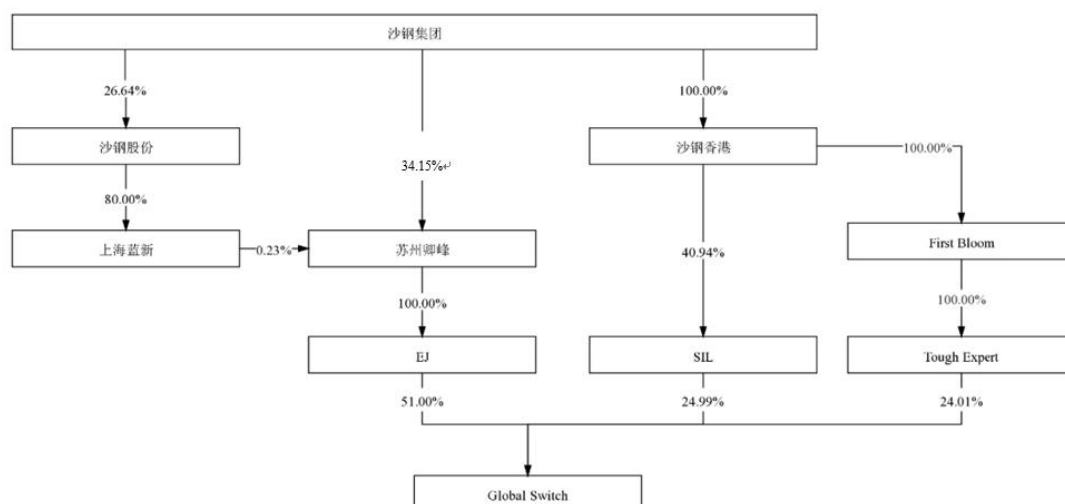 沙钢集团
26.64%
100.00%
沙钢股份
沙钢香港
100.00%
34.15%↵
80.00%
上海蓝新
0.23%
苏州卿峰
40.94%
First Bloom
100.00%
100.00%
EJ
SIL
Tough Expert
51.00%
24.99%
24.01%
Global Switch